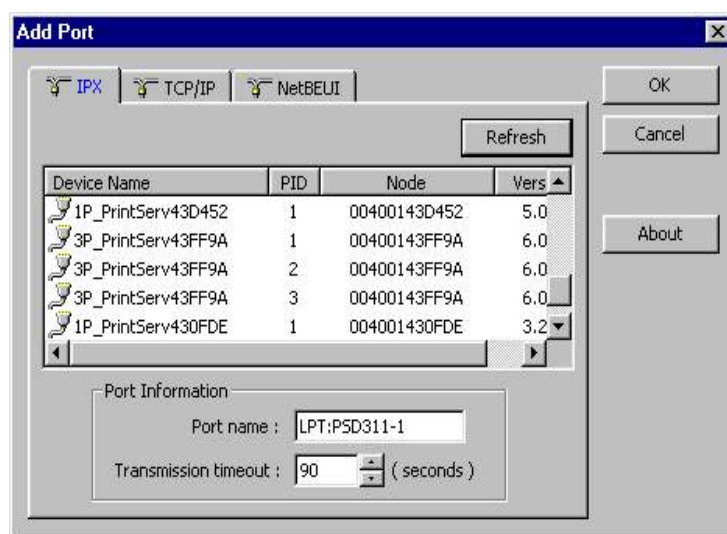 Add Port
IPX TCP/IP NetBEUI
OK
Refresh
Cancel
Device Name PID Node Vers
1P_PrintServ43D452 1 00400143D452 5.0
3P_PrintServ43FF9A 1 00400143FF9A 6.0
About
3P_PrintServ43FF9A 2 00400143FF9A 6.0
3P_PrintServ43FF9A 3 00400143FF9A 6.0
1P_PrintServ430FDE 1 004001430FDE 3.2
Port Information
Port name : LPT:PSD311-1
Transmission timeout : 90 ( seconds )